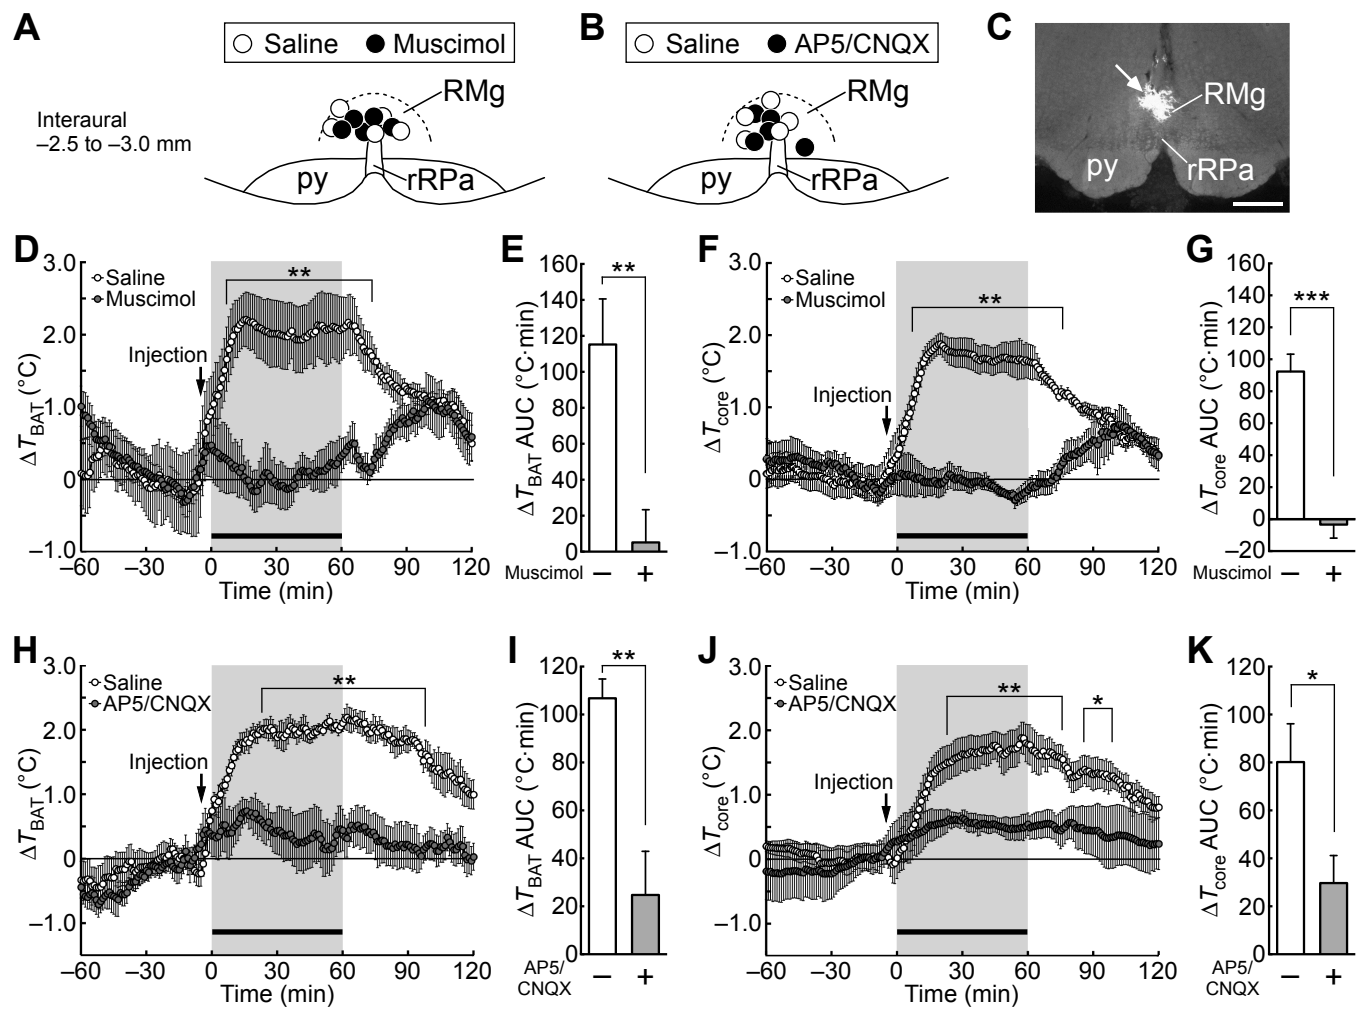 A
Saline Muscimol
Interaural
–2.5 to –3.0 mm
RMg
py
rRPa
B
Saline AP5/CNQX
RMg
py
rRPa
C
RMg
py
rRPa
D
3.0
2.0
1.0
0
–1.0
ΔTBAT (°C)
Saline
Muscimol
Injection
**
–60 –30 0 30 60 90 120
Time (min)
E
160
140
120
100
80
60
40
20
0
ΔTBAT AUC (°C·min)
**
Muscimol – +
F
3.0
2.0
1.0
0
–1.0
ΔTcore (°C)
Saline
Muscimol
Injection
**
–60 –30 0 30 60 90 120
Time (min)
G
160
140
120
100
80
60
40
20
0
–20
ΔTcore AUC (°C·min)
***
Muscimol – +
H
3.0
2.0
1.0
0
–1.0
ΔTBAT (°C)
Saline
AP5/CNQX
Injection
**
–60 –30 0 30 60 90 120
Time (min)
I
120
100
80
60
40
20
0
ΔTBAT AUC (°C·min)
**
AP5/
CNQX – +
J
3.0
2.0
1.0
0
–1.0
ΔTcore (°C)
Saline
AP5/CNQX
Injection
**
*
–60 –30 0 30 60 90 120
Time (min)
K
120
100
80
60
40
20
0
ΔTcore AUC (°C·min)
*
AP5/
CNQX – +